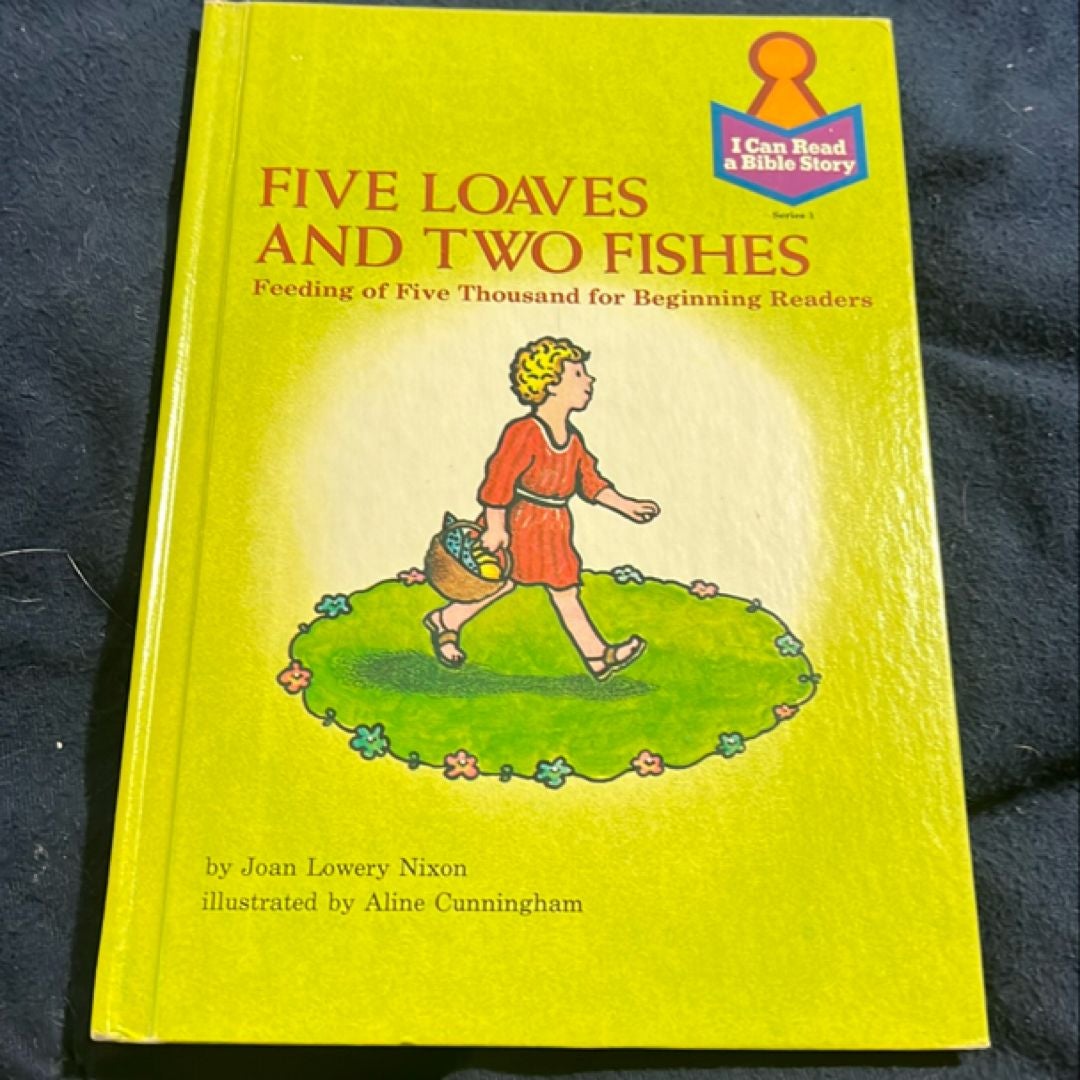 I Can Read
a Bible Story
Series 1
FIVE LOAVES
AND TWO FISHES
Feeding of Five Thousand for Beginning Readers
by Joan Lowery Nixon
illustrated by Aline Cunningham